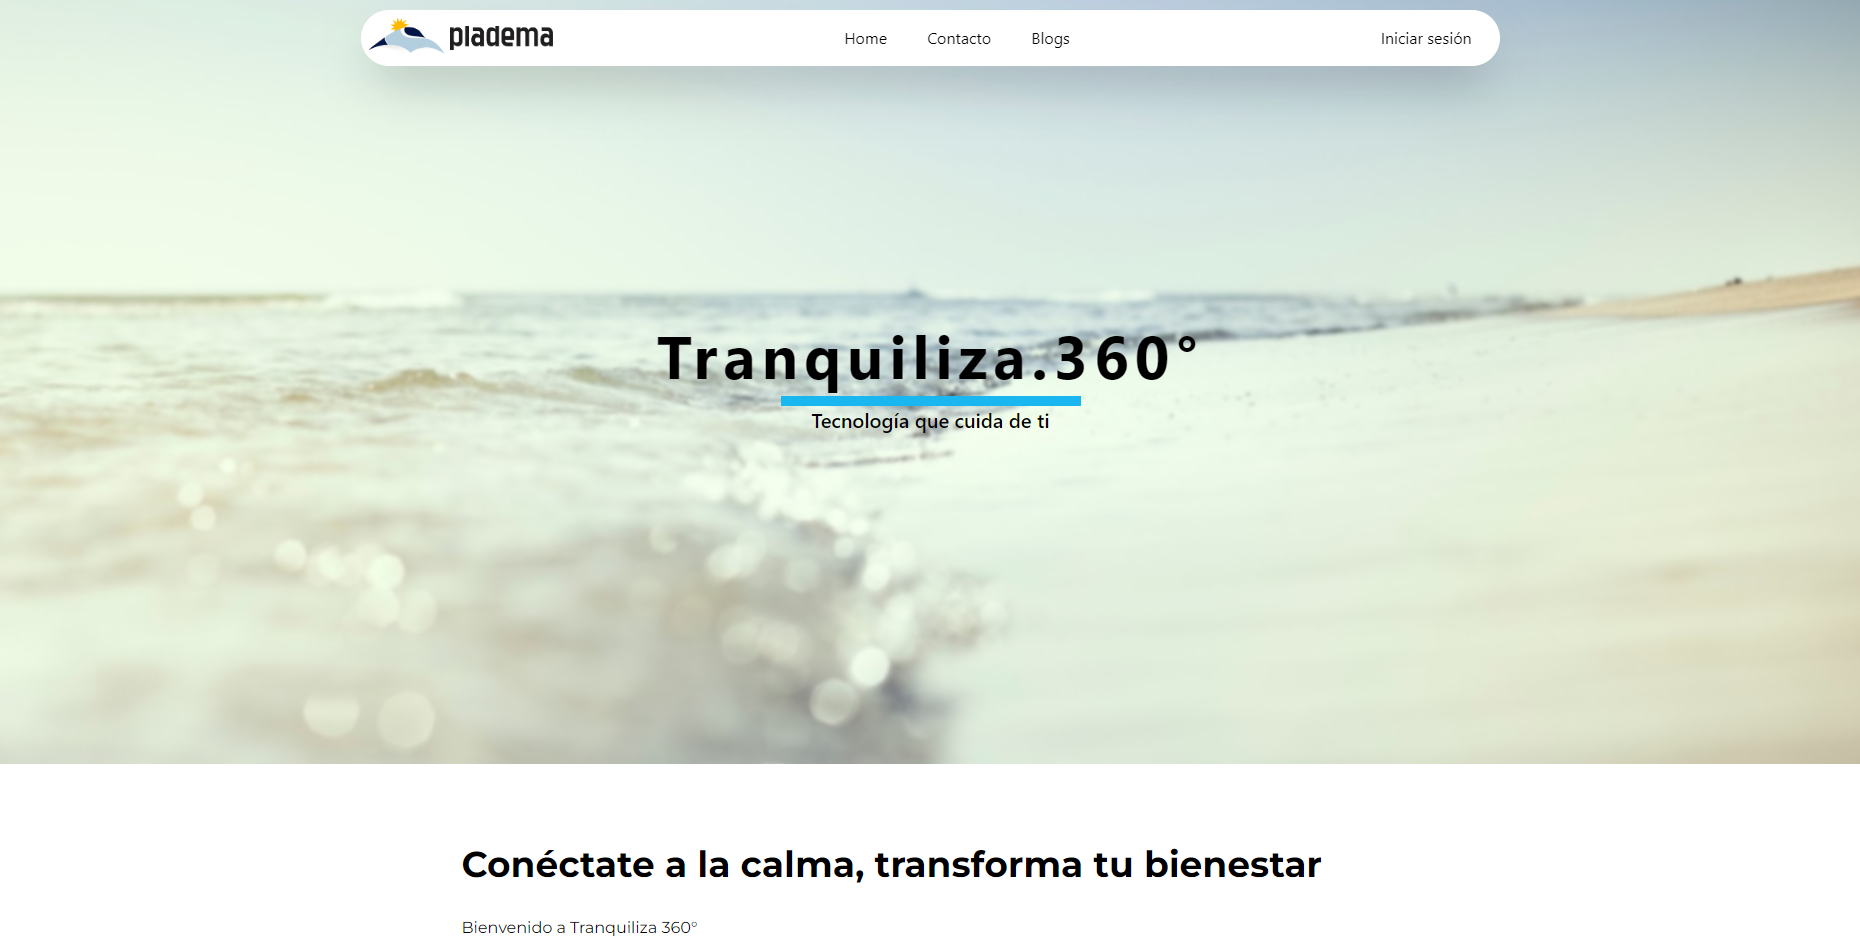 pladema
Home
Contacto
Blogs
Iniciar sesión
Tranquiliza.360°
Tecnología que cuida de ti
Conéctate a la calma, transforma tu bienestar
Bienvenido a Tranquiliza 360°